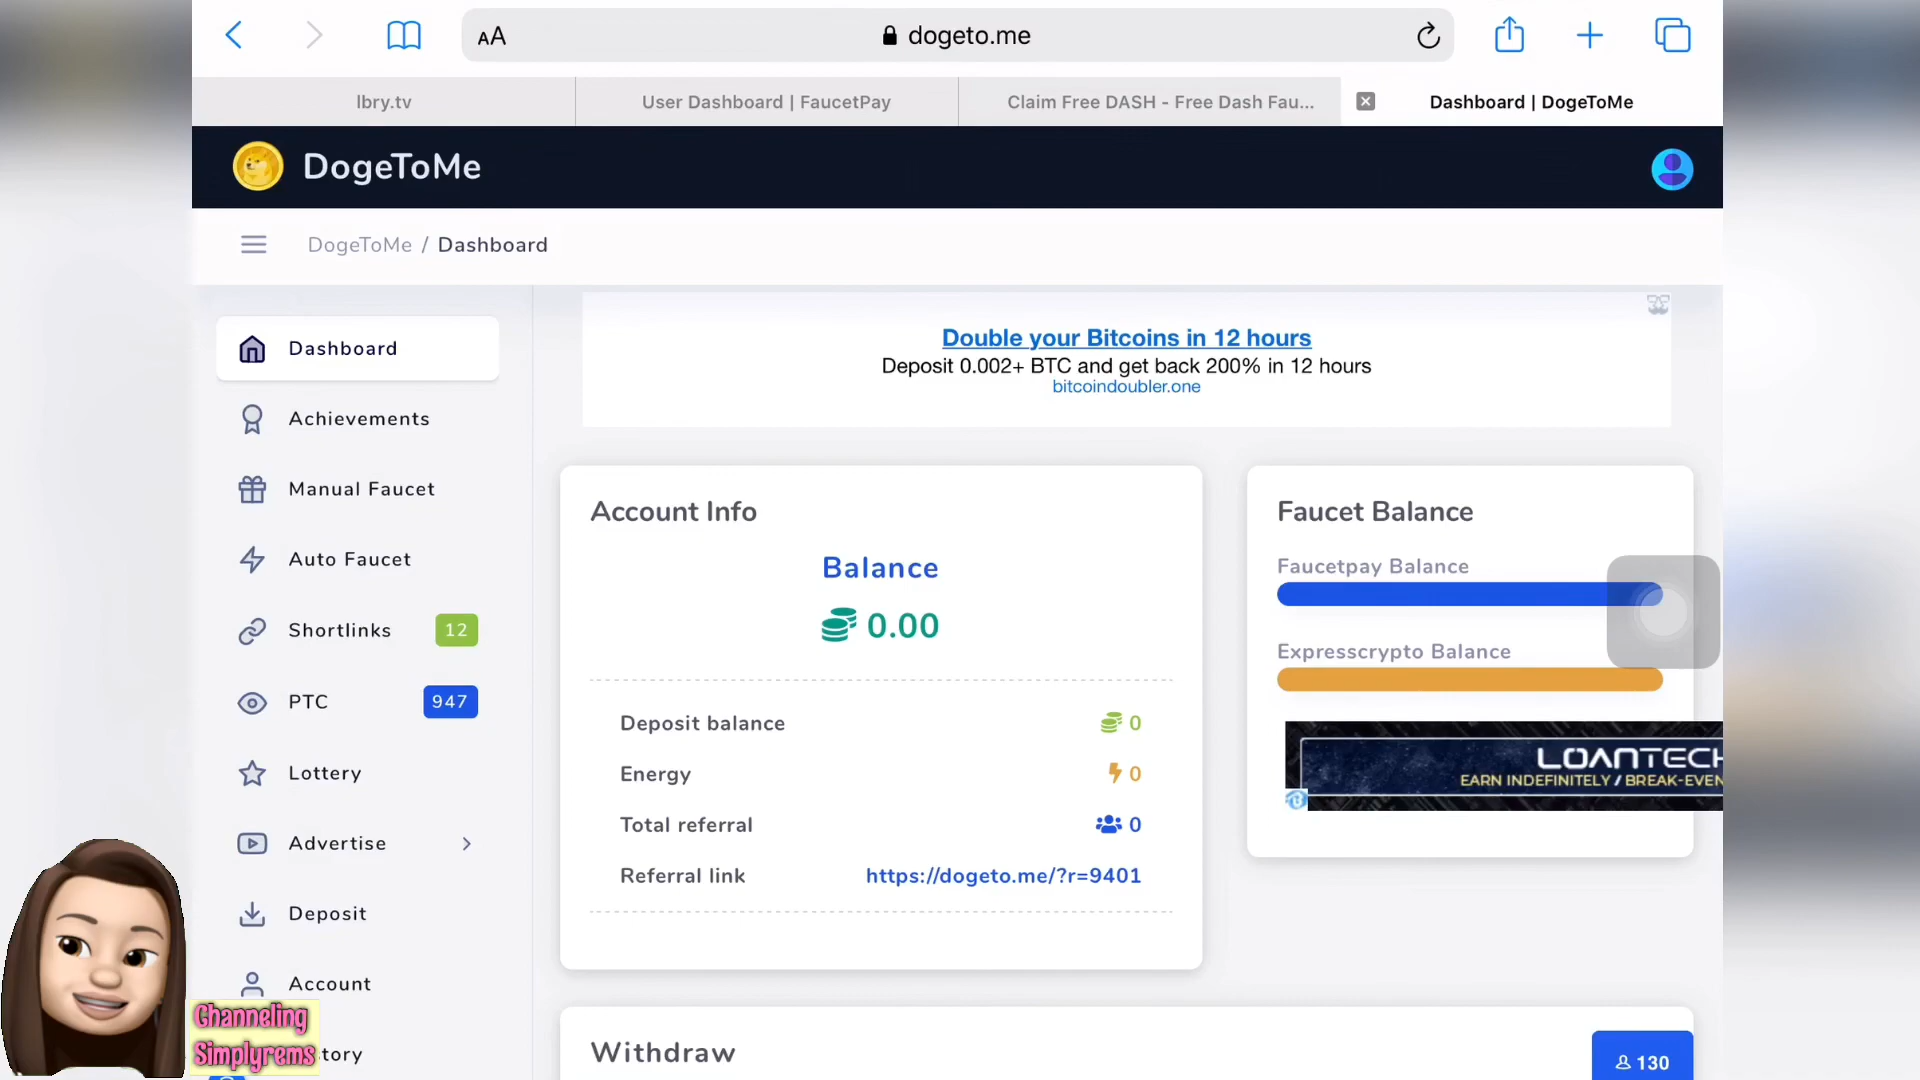 AA
dogeto.me
lbry.tv
User Dashboard | FaucetPay
Claim Free DASH - Free Dash Fau...
Dashboard | DogeToMe
DogeToMe
DogeToMe / Dashboard
Dashboard
Achievements
Manual Faucet
Auto Faucet
Shortlinks 12
PTC 947
Lottery
Advertise
Deposit
Account
tory
Double your Bitcoins in 12 hours
Deposit 0.002+ BTC and get back 200% in 12 hours
bitcoindoubler.one
Account Info
Balance
0.00
Deposit balance 0
Energy 0
Total referral 0
Referral link https://dogeto.me/?r=9401
Faucet Balance
Faucetpay Balance
Expresscrypto Balance
LOANTECH
EARN INDEFINITELY / BREAK-EVEN
Withdraw
130
Channeling
Simplyrems